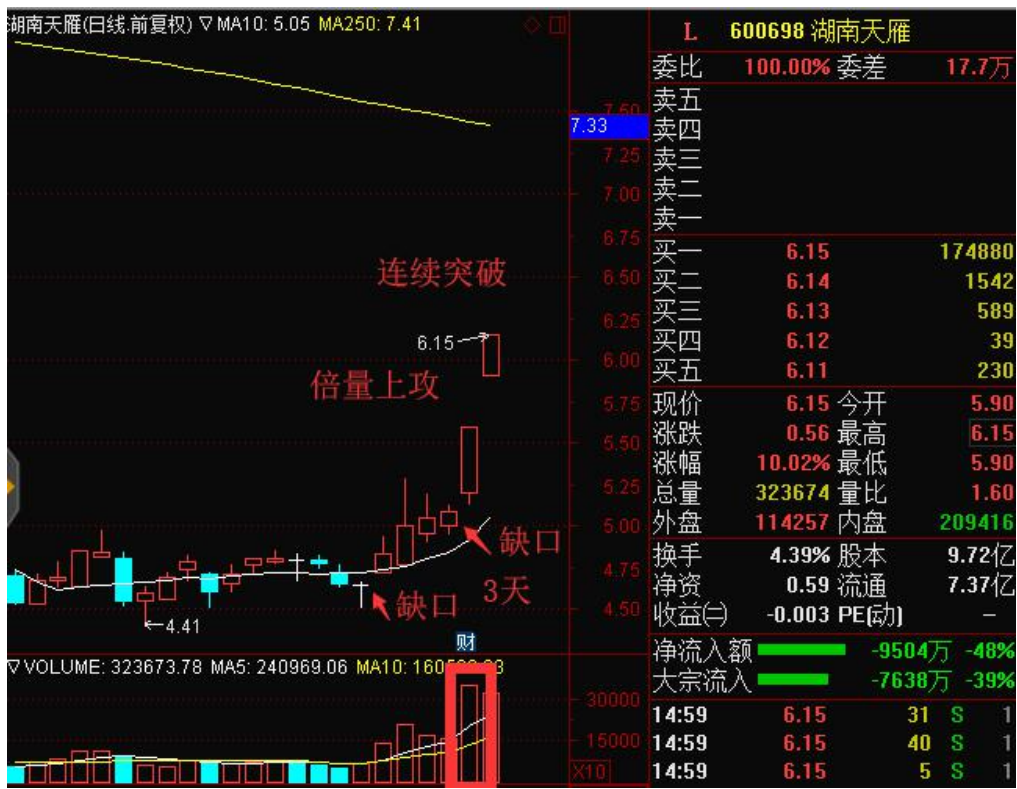 湖南天雁(日线.前复权) ▽MA10: 5.05 MA250: 7.41
7.50
7.33
7.25
7.00
6.75
6.50
6.25
6.00
5.75
5.50
5.25
5.00
4.75
4.50
连续突破
6.15
倍量上攻
缺口
3天
缺口
4.41
财
▽VOLUME: 323673.78 MA5: 240969.06 MA10: 160
30000
15000
X10
L 600698 湖南天雁
委比 100.00% 委差 17.7万
卖五
卖四
卖三
卖二
卖一
买一 6.15 174880
买二 6.14 1542
买三 6.13 589
买四 6.12 39
买五 6.11 230
现价 6.15 今开 5.90
涨跌 0.56 最高 6.15
涨幅 10.02% 最低 5.90
总量 323674 量比 1.60
外盘 114257 内盘 209416
换手 4.39% 股本 9.72亿
净资 0.59 流通 7.37亿
收益㈢ -0.003 PE(动) –
净流入额 -9504万 -48%
大宗流入 -7638万 -39%
14:59 6.15 31 S 1
14:59 6.15 40 S 1
14:59 6.15 5 S 1